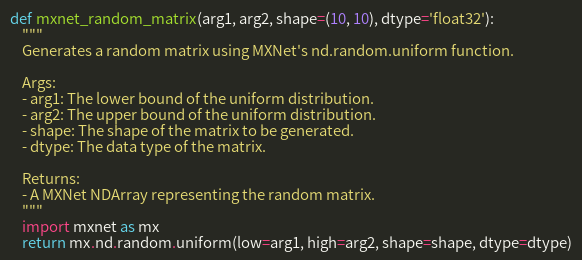 def mxnet_random_matrix(arg1, arg2, shape=(10, 10), dtype='float32'):
"""
Generates a random matrix using MXNet's nd.random.uniform function.
Args:
- arg1: The lower bound of the uniform distribution.
- arg2: The upper bound of the uniform distribution.
- shape: The shape of the matrix to be generated.
- dtype: The data type of the matrix.
Returns:
- A MXNet NDArray representing the random matrix.
"""
import mxnet as mx
return mx.nd.random.uniform(low=arg1, high=arg2, shape=shape, dtype=dtype)